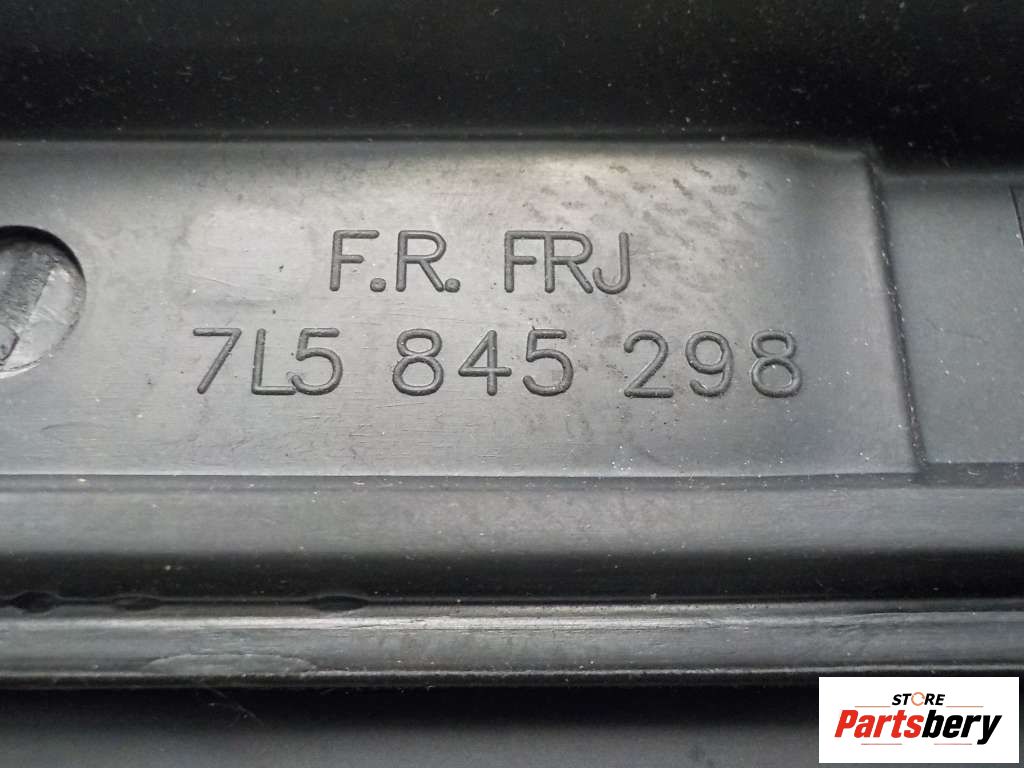 F.R. FRJ
7L5 845 298
STORE
Partsbery